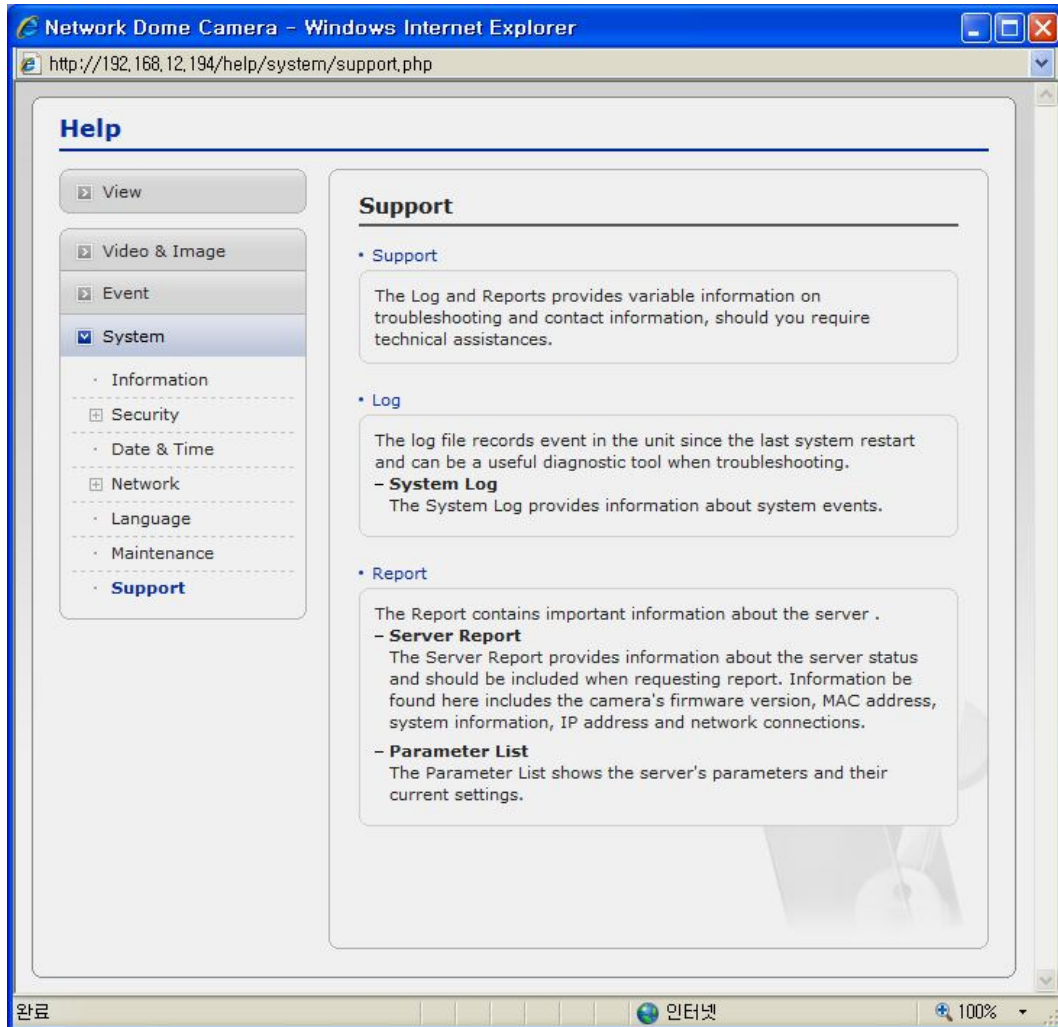 Network Dome Camera - Windows Internet Explorer
http://192,168,12,194/help/system/support,php
Help
View
Video & Image
Event
System
· Information
Security
· Date & Time
Network
· Language
· Maintenance
· Support
Support
• Support
The Log and Reports provides variable information on
troubleshooting and contact information, should you require
technical assistances.
• Log
The log file records event in the unit since the last system restart
and can be a useful diagnostic tool when troubleshooting.
– System Log
The System Log provides information about system events.
• Report
The Report contains important information about the server .
– Server Report
The Server Report provides information about the server status
and should be included when requesting report. Information be
found here includes the camera's firmware version, MAC address,
system information, IP address and network connections.
– Parameter List
The Parameter List shows the server's parameters and their
current settings.
완료
인터넷
100%